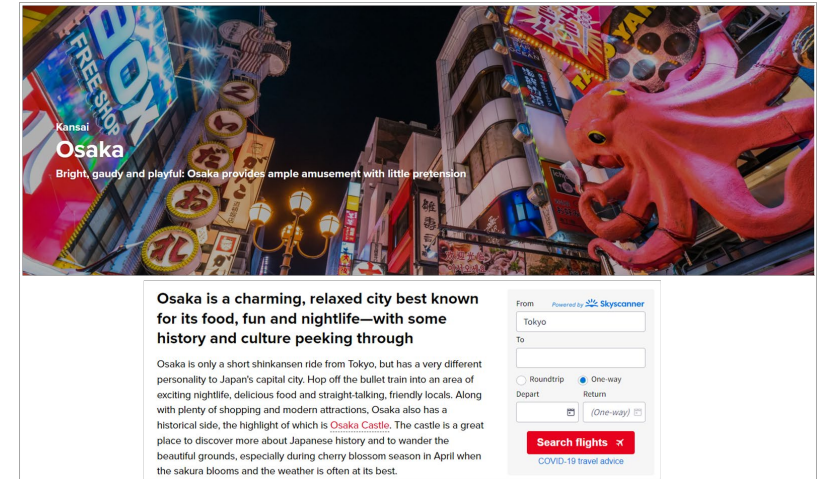 FREE SHOP
BOX
TAKO YAK
Kansai
Osaka
Bright, gaudy and playful: Osaka provides ample amusement with little pretension
Osaka is a charming, relaxed city best known
for its food, fun and nightlife—with some
history and culture peeking through
Osaka is only a short shinkansen ride from Tokyo, but has a very different
personality to Japan's capital city. Hop off the bullet train into an area of
exciting nightlife, delicious food and straight-talking, friendly locals. Along
with plenty of shopping and modern attractions, Osaka also has a
historical side, the highlight of which is Osaka Castle. The castle is a great
place to discover more about Japanese history and to wander the
beautiful grounds, especially during cherry blossom season in April when
the sakura blooms and the weather is often at its best.
From Powered by Skyscanner
Tokyo
To
Roundtrip One-way
Depart Return
(One-way)
Search flights
COVID-19 travel advice